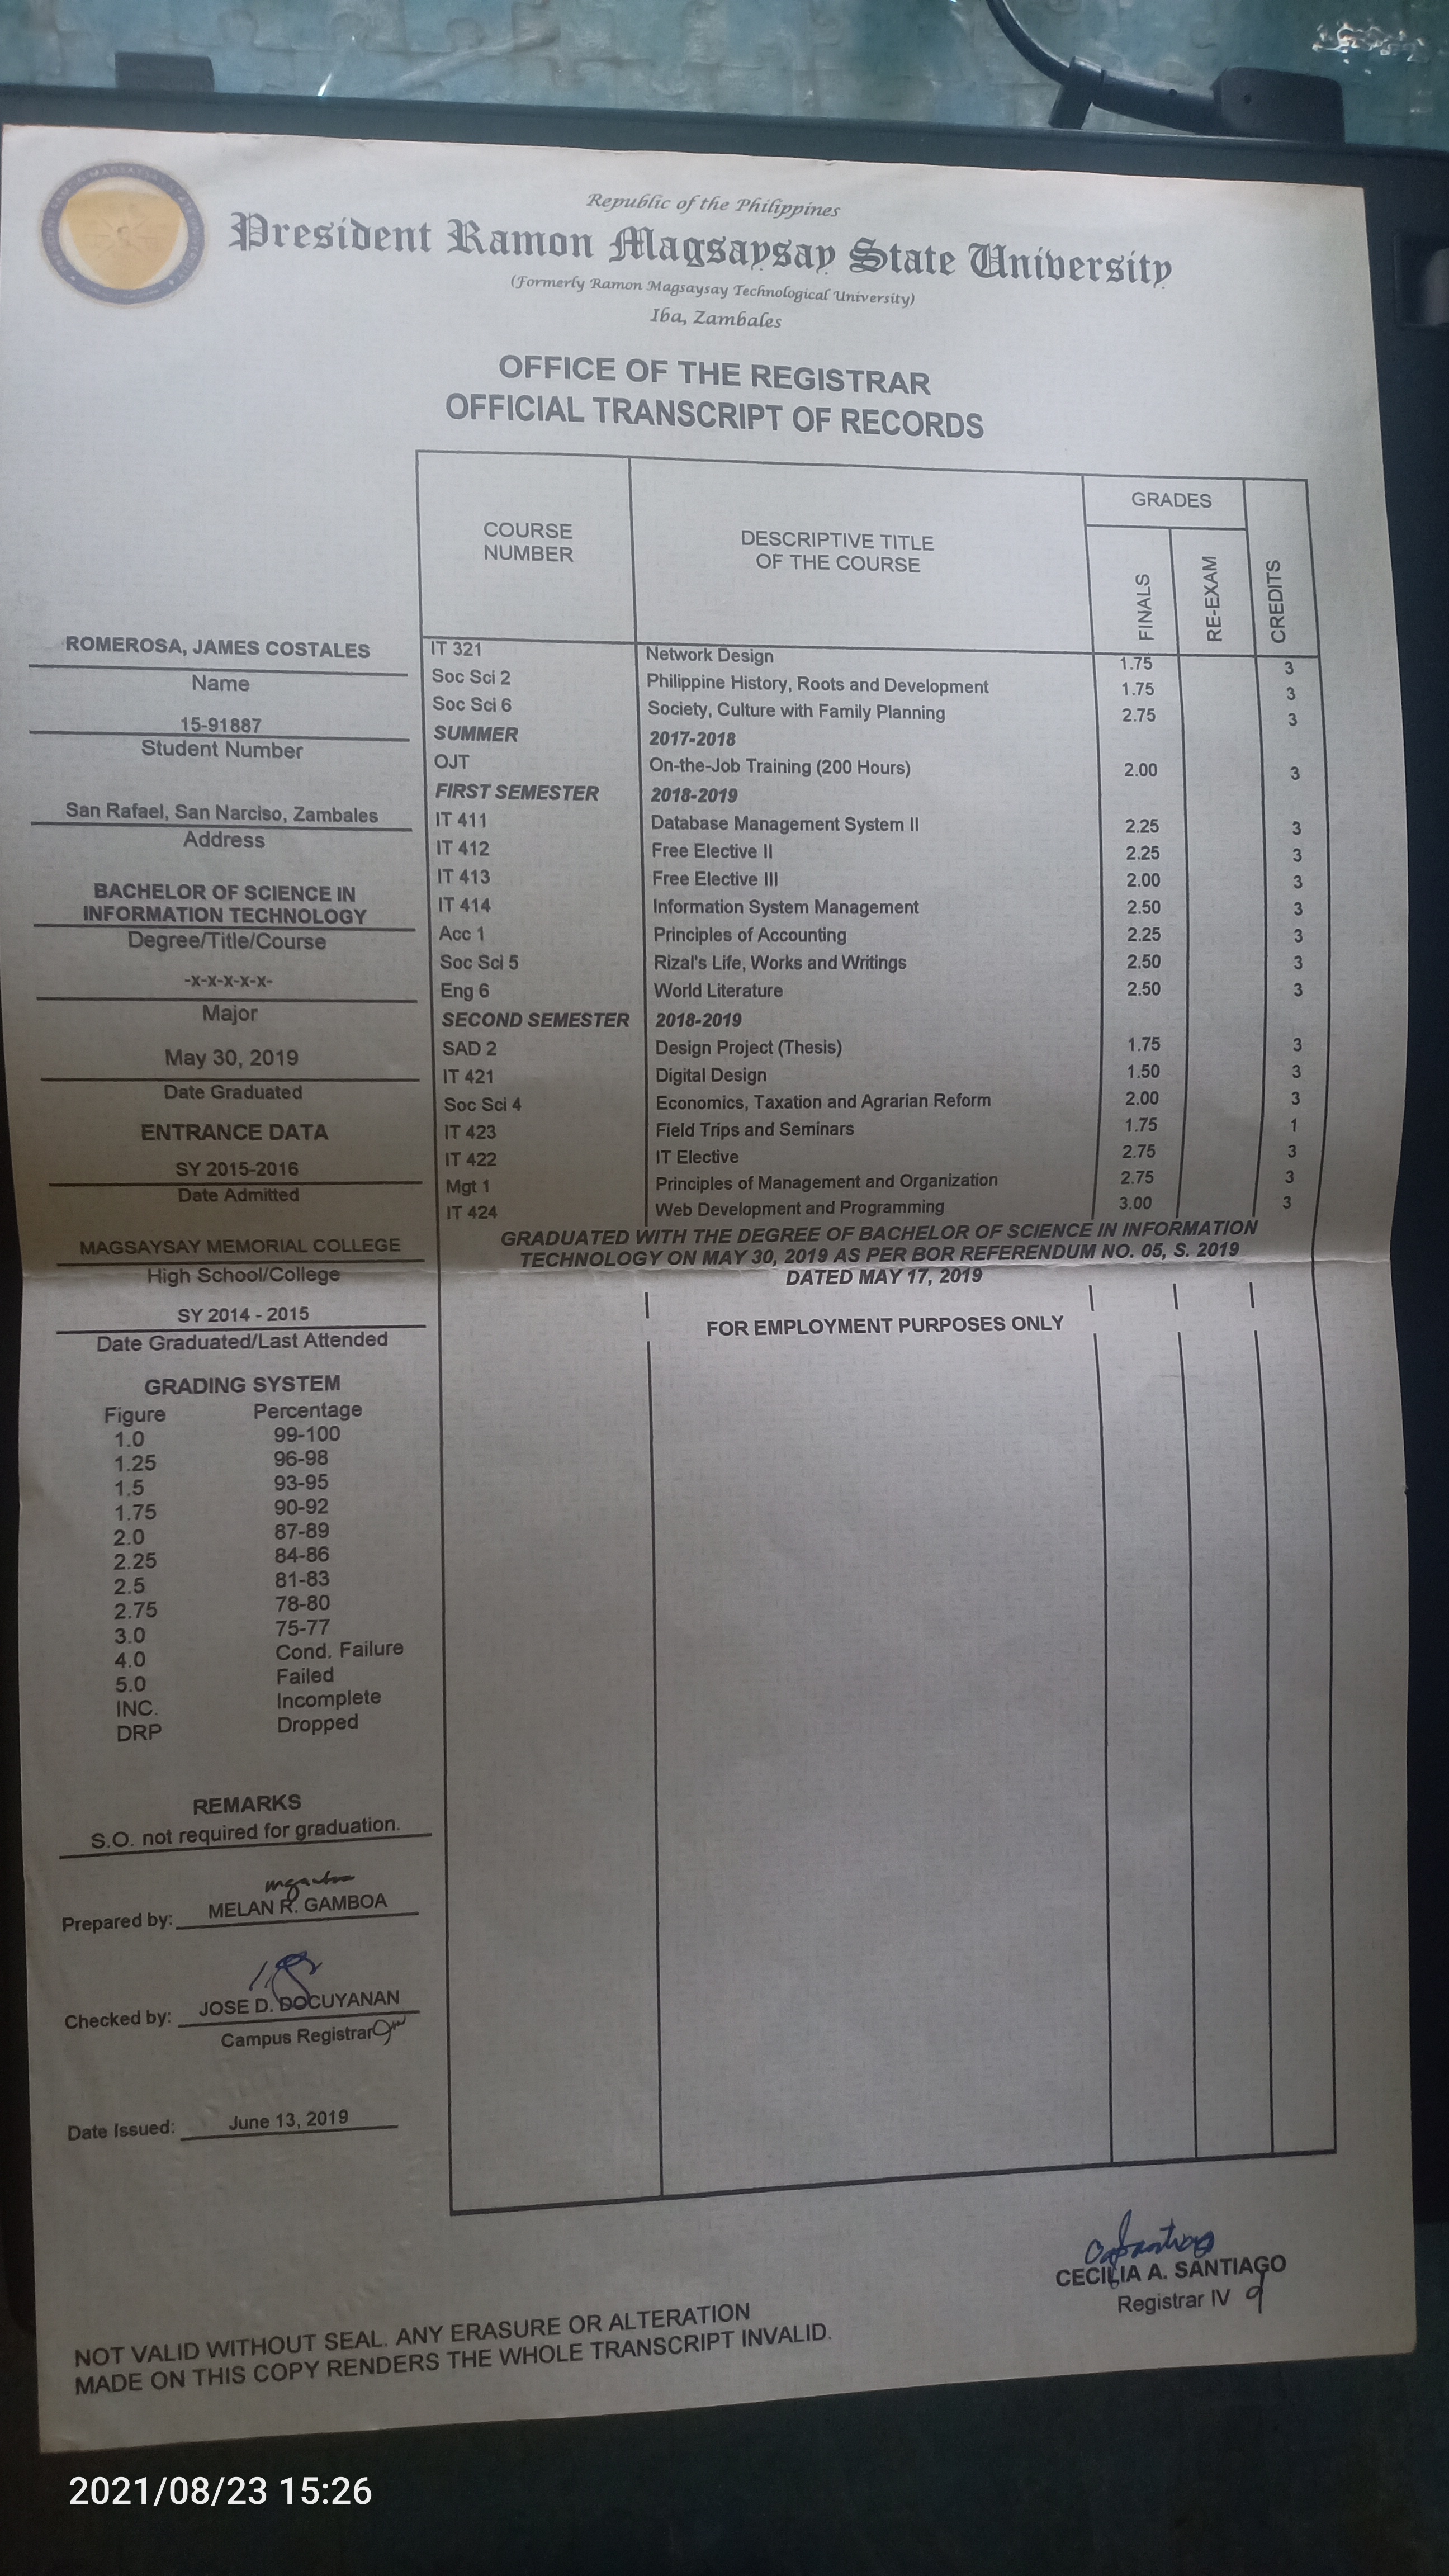 Republic of the Philippines
President Ramon Magsaysay State University
(Formerly Ramon Magsaysay Technological University)
Iba, Zambales
OFFICE OF THE REGISTRAR
OFFICIAL TRANSCRIPT OF RECORDS
ROMEROSA, JAMES COSTALES
Name
15-91887
Student Number
San Rafael, San Narciso, Zambales
Address
BACHELOR OF SCIENCE IN
INFORMATION TECHNOLOGY
Degree/Title/Course
-x-x-x-x-x-
Major
May 30, 2019
Date Graduated
ENTRANCE DATA
SY 2015-2016
Date Admitted
MAGSAYSAY MEMORIAL COLLEGE
High School/College
SY 2014 - 2015
Date Graduated/Last Attended
GRADING SYSTEM
Figure Percentage
1.0 99-100
1.25 96-98
1.5 93-95
1.75 90-92
2.0 87-89
2.25 84-86
2.5 81-83
2.75 78-80
3.0 75-77
4.0 Cond. Failure
5.0 Failed
INC. Incomplete
DRP Dropped
REMARKS
S.O. not required for graduation.
Prepared by: MELAN R. GAMBOA
Checked by: JOSE D. DOCUYANAN
Campus Registrar
Date Issued: June 13, 2019
COURSE NUMBER
DESCRIPTIVE TITLE OF THE COURSE
GRADES
FINALS
RE-EXAM
CREDITS
IT 321 Network Design 1.75 3
Soc Sci 2 Philippine History, Roots and Development 1.75 3
Soc Sci 6 Society, Culture with Family Planning 2.75 3
SUMMER 2017-2018
OJT On-the-Job Training (200 Hours) 2.00 3
FIRST SEMESTER 2018-2019
IT 411 Database Management System II 2.25 3
IT 412 Free Elective II 2.25 3
IT 413 Free Elective III 2.00 3
IT 414 Information System Management 2.50 3
Acc 1 Principles of Accounting 2.25 3
Soc Sci 5 Rizal's Life, Works and Writings 2.50 3
Eng 6 World Literature 2.50 3
SECOND SEMESTER 2018-2019
SAD 2 Design Project (Thesis) 1.75 3
IT 421 Digital Design 1.50 3
Soc Sci 4 Economics, Taxation and Agrarian Reform 2.00 3
IT 423 Field Trips and Seminars 1.75 1
IT 422 IT Elective 2.75 3
Mgt 1 Principles of Management and Organization 2.75 3
IT 424 Web Development and Programming 3.00 3
GRADUATED WITH THE DEGREE OF BACHELOR OF SCIENCE IN INFORMATION
TECHNOLOGY ON MAY 30, 2019 AS PER BOR REFERENDUM NO. 05, S. 2019
DATED MAY 17, 2019
FOR EMPLOYMENT PURPOSES ONLY
CECILIA A. SANTIAGO
Registrar IV
NOT VALID WITHOUT SEAL. ANY ERASURE OR ALTERATION
MADE ON THIS COPY RENDERS THE WHOLE TRANSCRIPT INVALID.
2021/08/23 15:26